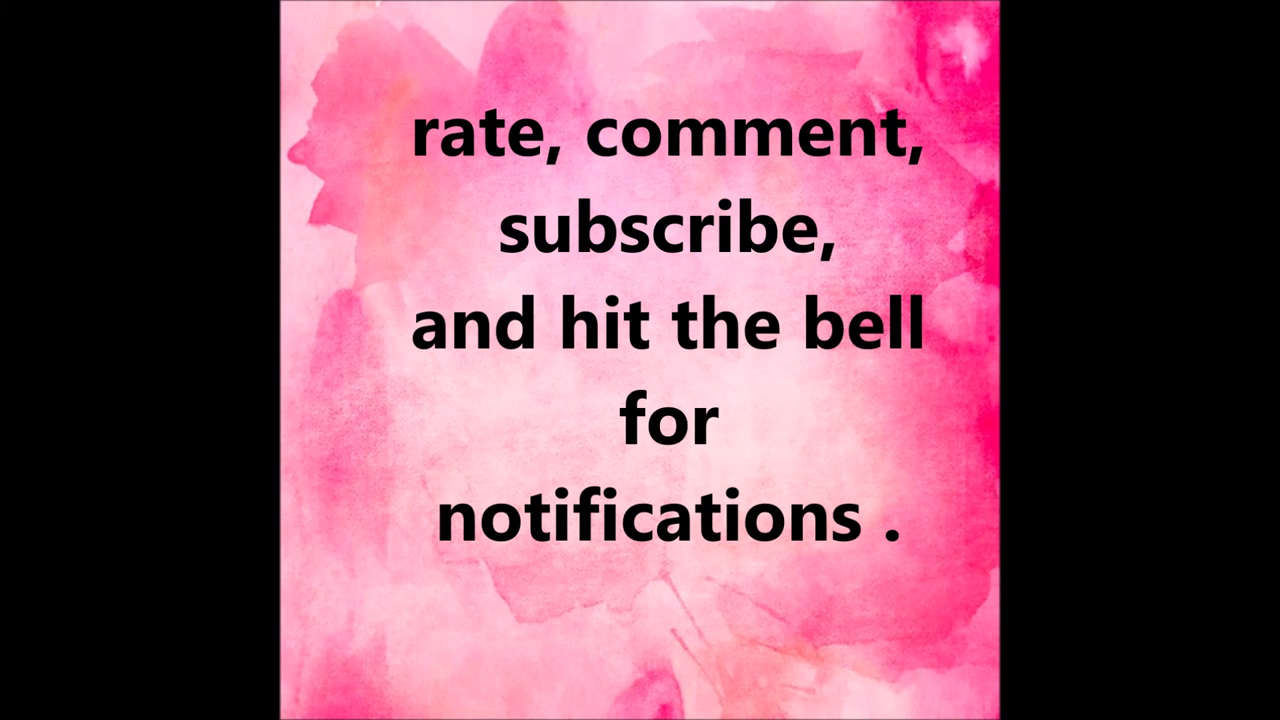 rate, comment,
subscribe,
and hit the bell
for
notifications .